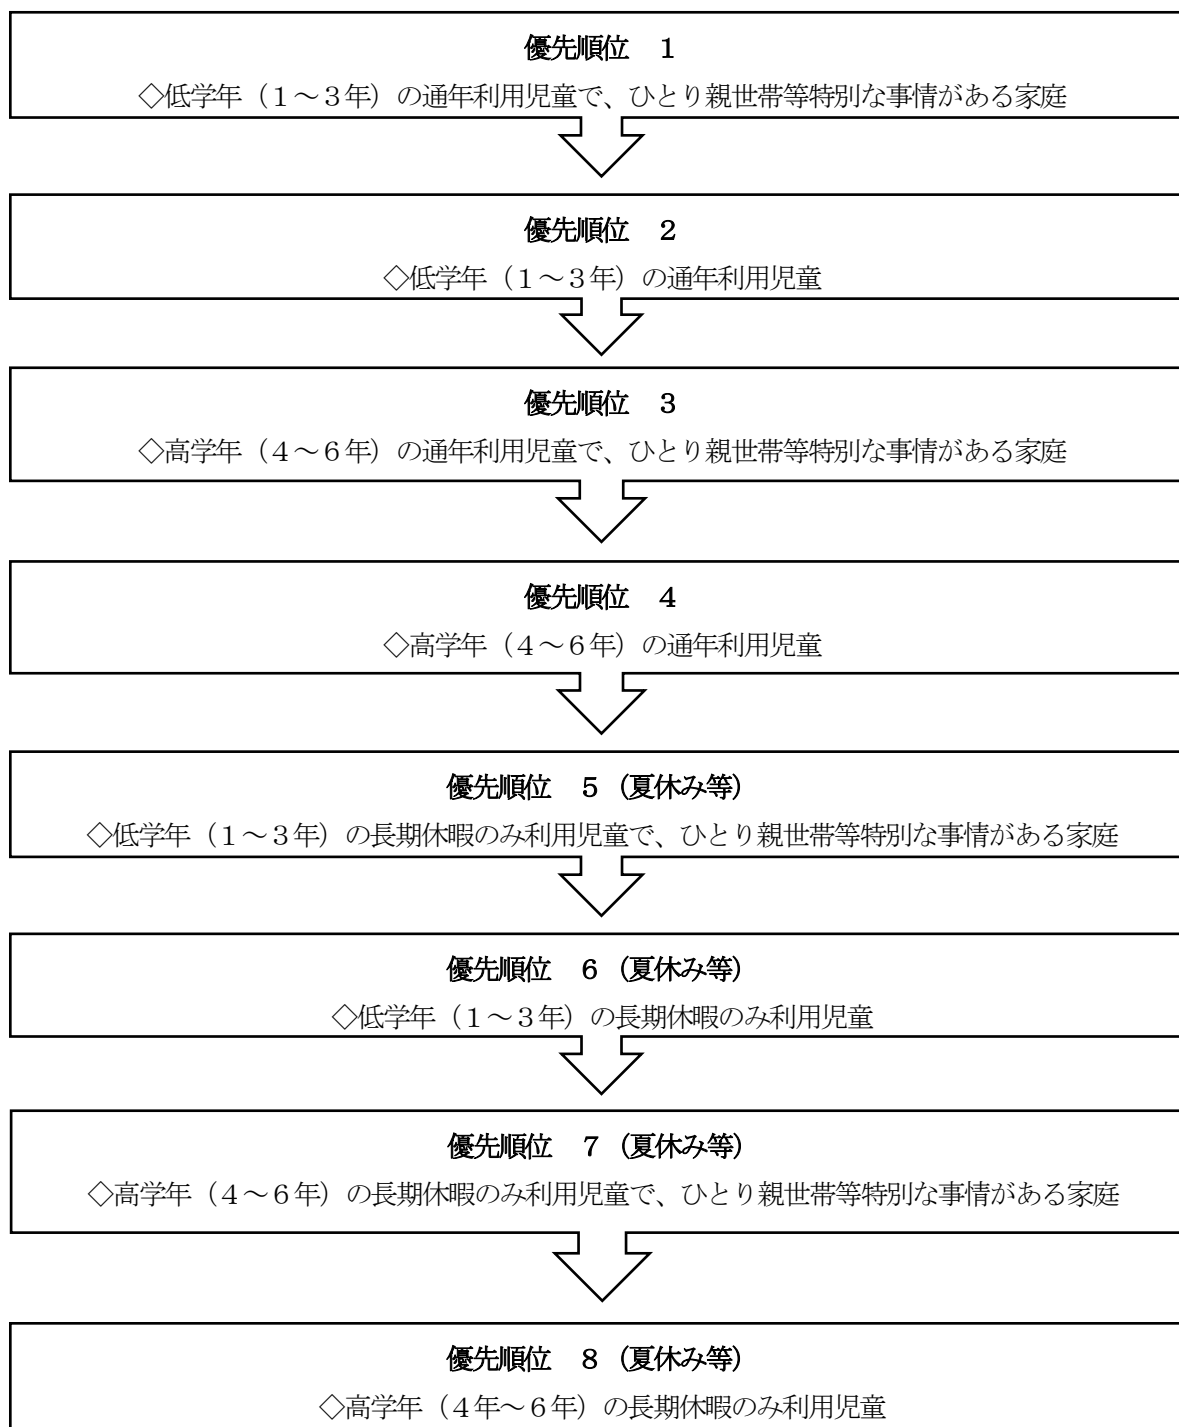 優先順位　１
◇低学年（１～３年）の通年利用児童で、ひとり親世帯等特別な事情がある家庭
優先順位　２
◇低学年（１～３年）の通年利用児童
優先順位　３
◇高学年（４～６年）の通年利用児童で、ひとり親世帯等特別な事情がある家庭
優先順位　４
◇高学年（４～６年）の通年利用児童
優先順位　５（夏休み等）
◇低学年（１～３年）の長期休暇のみ利用児童で、ひとり親世帯等特別な事情がある家庭
優先順位　６（夏休み等）
◇低学年（１～３年）の長期休暇のみ利用児童
優先順位　７（夏休み等）
◇高学年（４～６年）の長期休暇のみ利用児童で、ひとり親世帯等特別な事情がある家庭
優先順位　８（夏休み等）
◇高学年（４年～６年）の長期休暇のみ利用児童